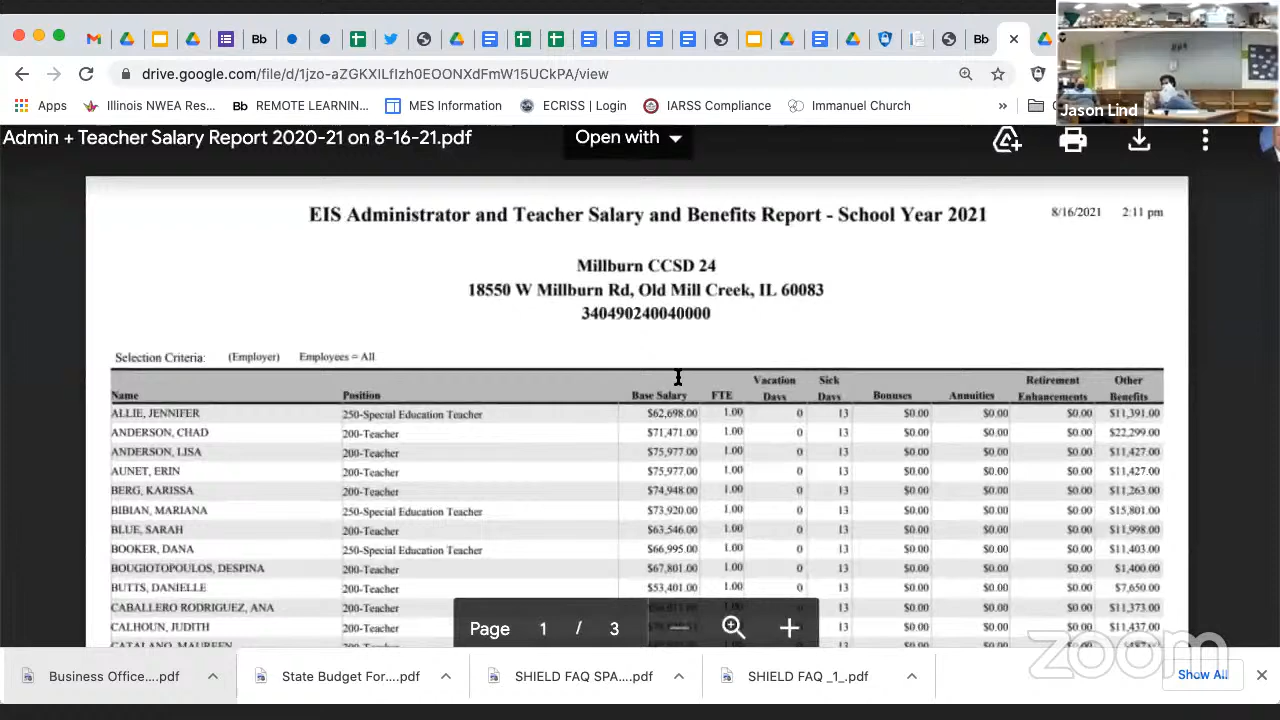 Bb
Bb
drive.google.com/file/d/1jzo-aZGKXILfIzh0EOONXdFmW15UCkPA/view
Apps Illinois NWEA Res... Bb REMOTE LEARNIN... MES Information ECRISS | Login IARSS Compliance Immanuel Church »
Jason Lind
Admin + Teacher Salary Report 2020-21 on 8-16-21.pdf Open with
EIS Administrator and Teacher Salary and Benefits Report - School Year 2021 8/16/2021 2:11 pm
Millburn CCSD 24
18550 W Millburn Rd, Old Mill Creek, IL 60083
340490240040000
Selection Criteria: (Employer) Employees = All
Name Position Base Salary FTE Vacation Days Sick Days Bonuses Annuities Retirement Enhancements Other Benefits
ALLIE, JENNIFER 250-Special Education Teacher $62,698.00 1.00 0 13 $0.00 $0.00 $0.00 $11,391.00
ANDERSON, CHAD 200-Teacher $71,471.00 1.00 0 13 $0.00 $0.00 $0.00 $22,299.00
ANDERSON, LISA 200-Teacher $75,977.00 1.00 0 13 $0.00 $0.00 $0.00 $11,427.00
AUNET, ERIN 200-Teacher $75,977.00 1.00 0 13 $0.00 $0.00 $0.00 $11,427.00
BERG, KARISSA 200-Teacher $74,948.00 1.00 0 13 $0.00 $0.00 $0.00 $11,263.00
BIBIAN, MARIANA 250-Special Education Teacher $73,920.00 1.00 0 13 $0.00 $0.00 $0.00 $15,801.00
BLUE, SARAH 200-Teacher $63,546.00 1.00 0 13 $0.00 $0.00 $0.00 $11,998.00
BOOKER, DANA 250-Special Education Teacher $66,995.00 1.00 0 13 $0.00 $0.00 $0.00 $11,403.00
BOUGIOTOPOULOS, DESPINA 200-Teacher $67,801.00 1.00 0 13 $0.00 $0.00 $0.00 $1,400.00
BUTTS, DANIELLE 200-Teacher $53,401.00 1.00 0 13 $0.00 $0.00 $0.00 $7,650.00
CABALLERO RODRIGUEZ, ANA 200-Teacher 13 $0.00 $0.00 $0.00 $11,373.00
CALHOUN, JUDITH 200-Teacher 13 $0.00 $0.00 $0.00 $11,437.00
CATALANO, MAUREEN 200-Teacher 13 $0.00 $0.00 $0.00
Page 1 / 3
zoom
Business Office....pdf State Budget For....pdf SHIELD FAQ SPA....pdf SHIELD FAQ _1_.pdf Show All